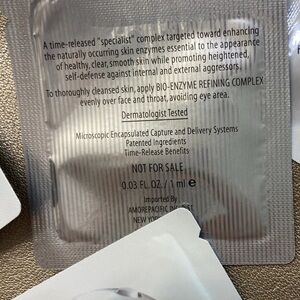 A time-released "specialist" complex targeted toward enhancing
the naturally occurring skin enzymes essential to the appearance
of healthy, clear, smooth skin while promoting heightened,
self-defense against internal and external aggressors.
To thoroughly cleansed skin, apply BIO-ENZYME REFINING COMPLEX
evenly over face and throat, avoiding eye area.
Dermatologist Tested
Microscopic Encapsulated Capture and Delivery Systems
Patented Ingredients
Time-Release Benefits
NOT FOR SALE
0.03 FL.OZ./1 ml e
Imported By:
AMOREPACIFIC
NEW YORK